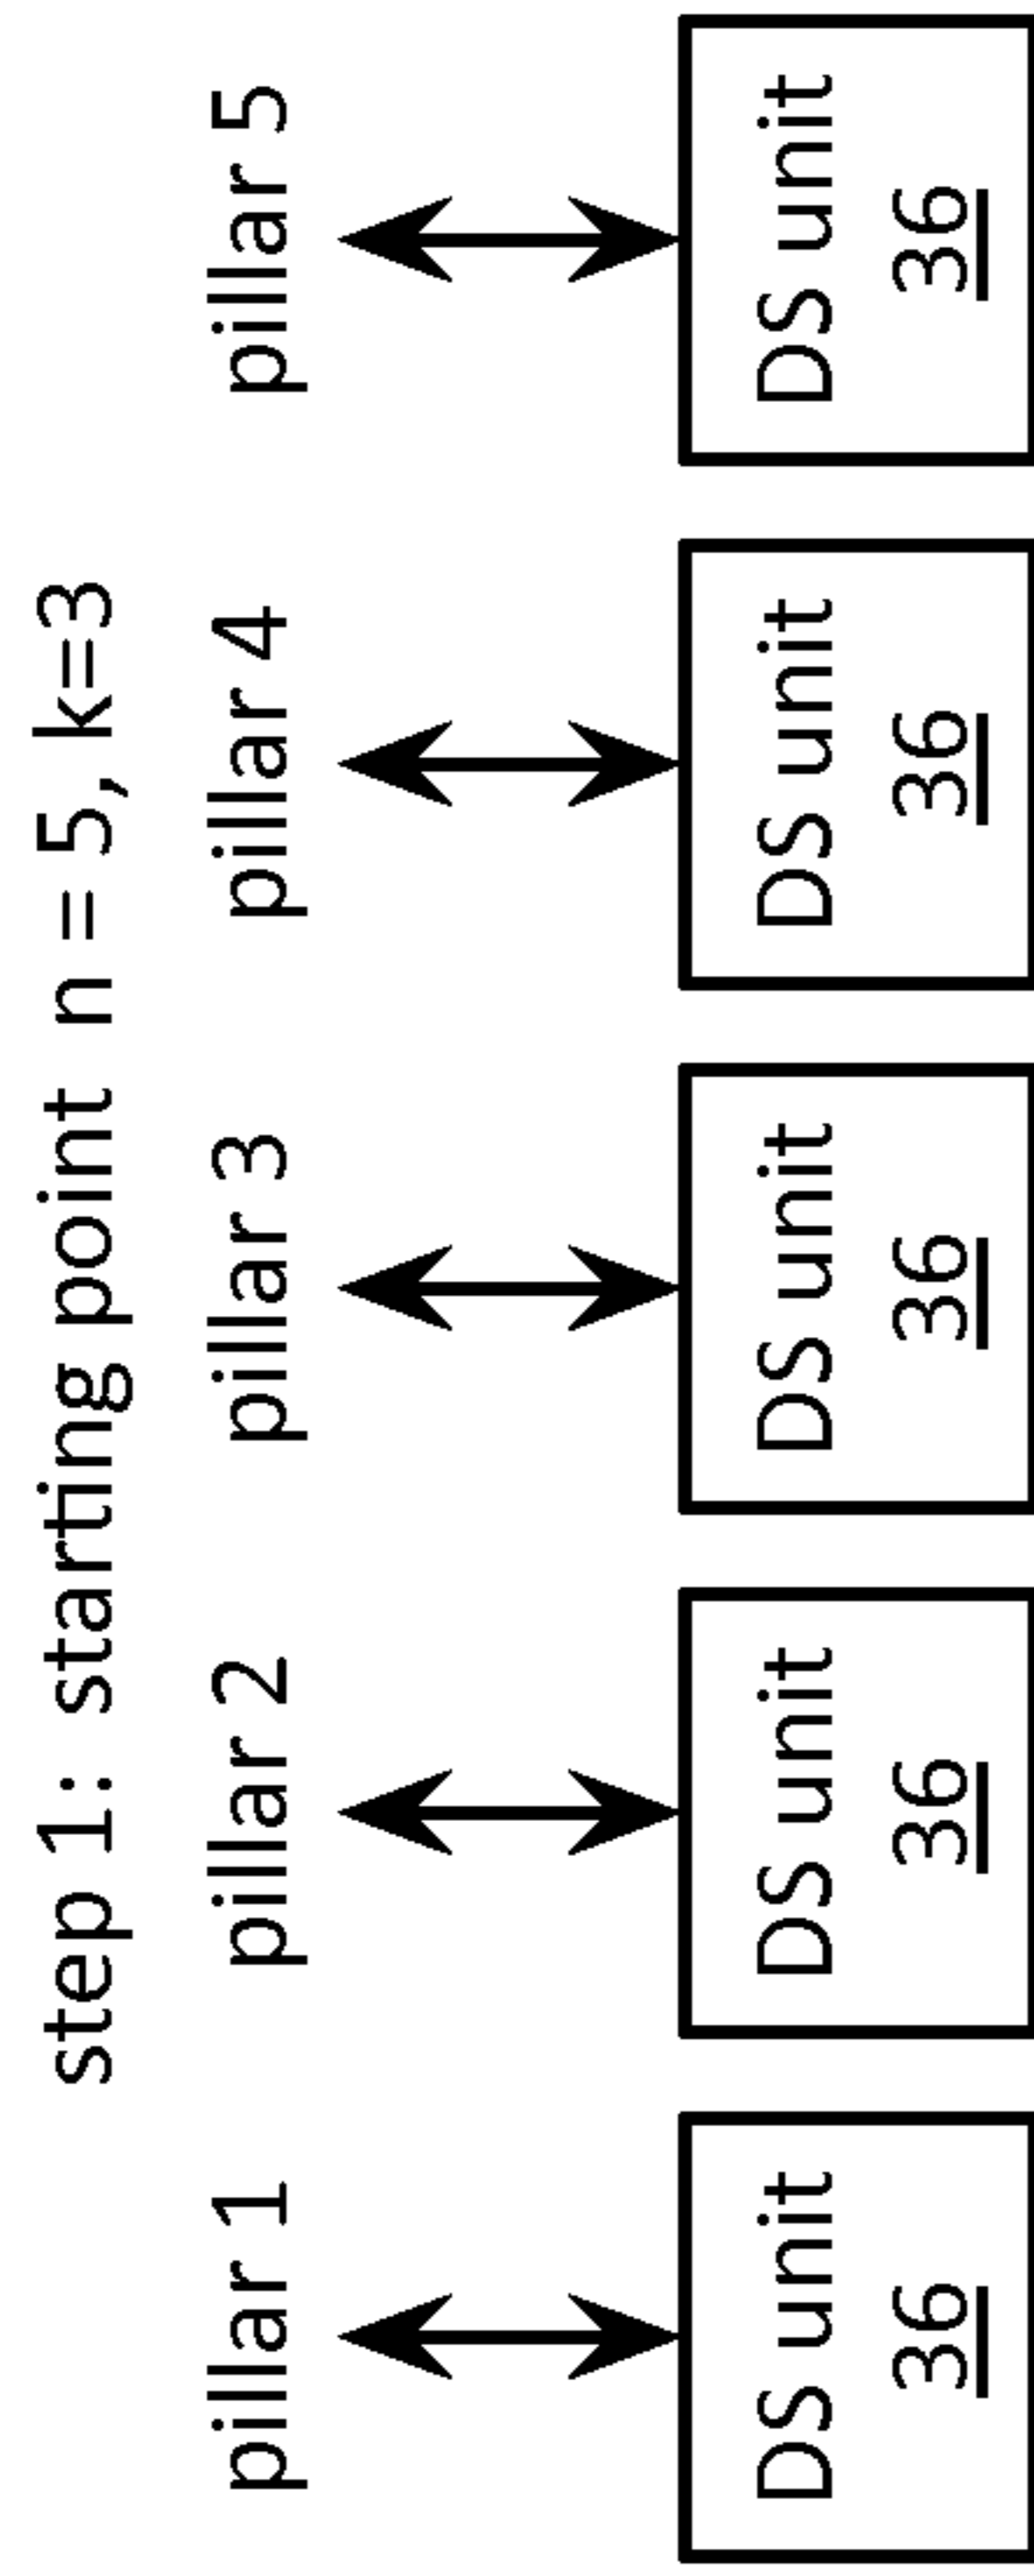 step 1: starting point n = 5, k=3
pillar 1 pillar 2 pillar 3 pillar 4 pillar 5
DS unit DS unit DS unit DS unit DS unit
36 36 36 36 36